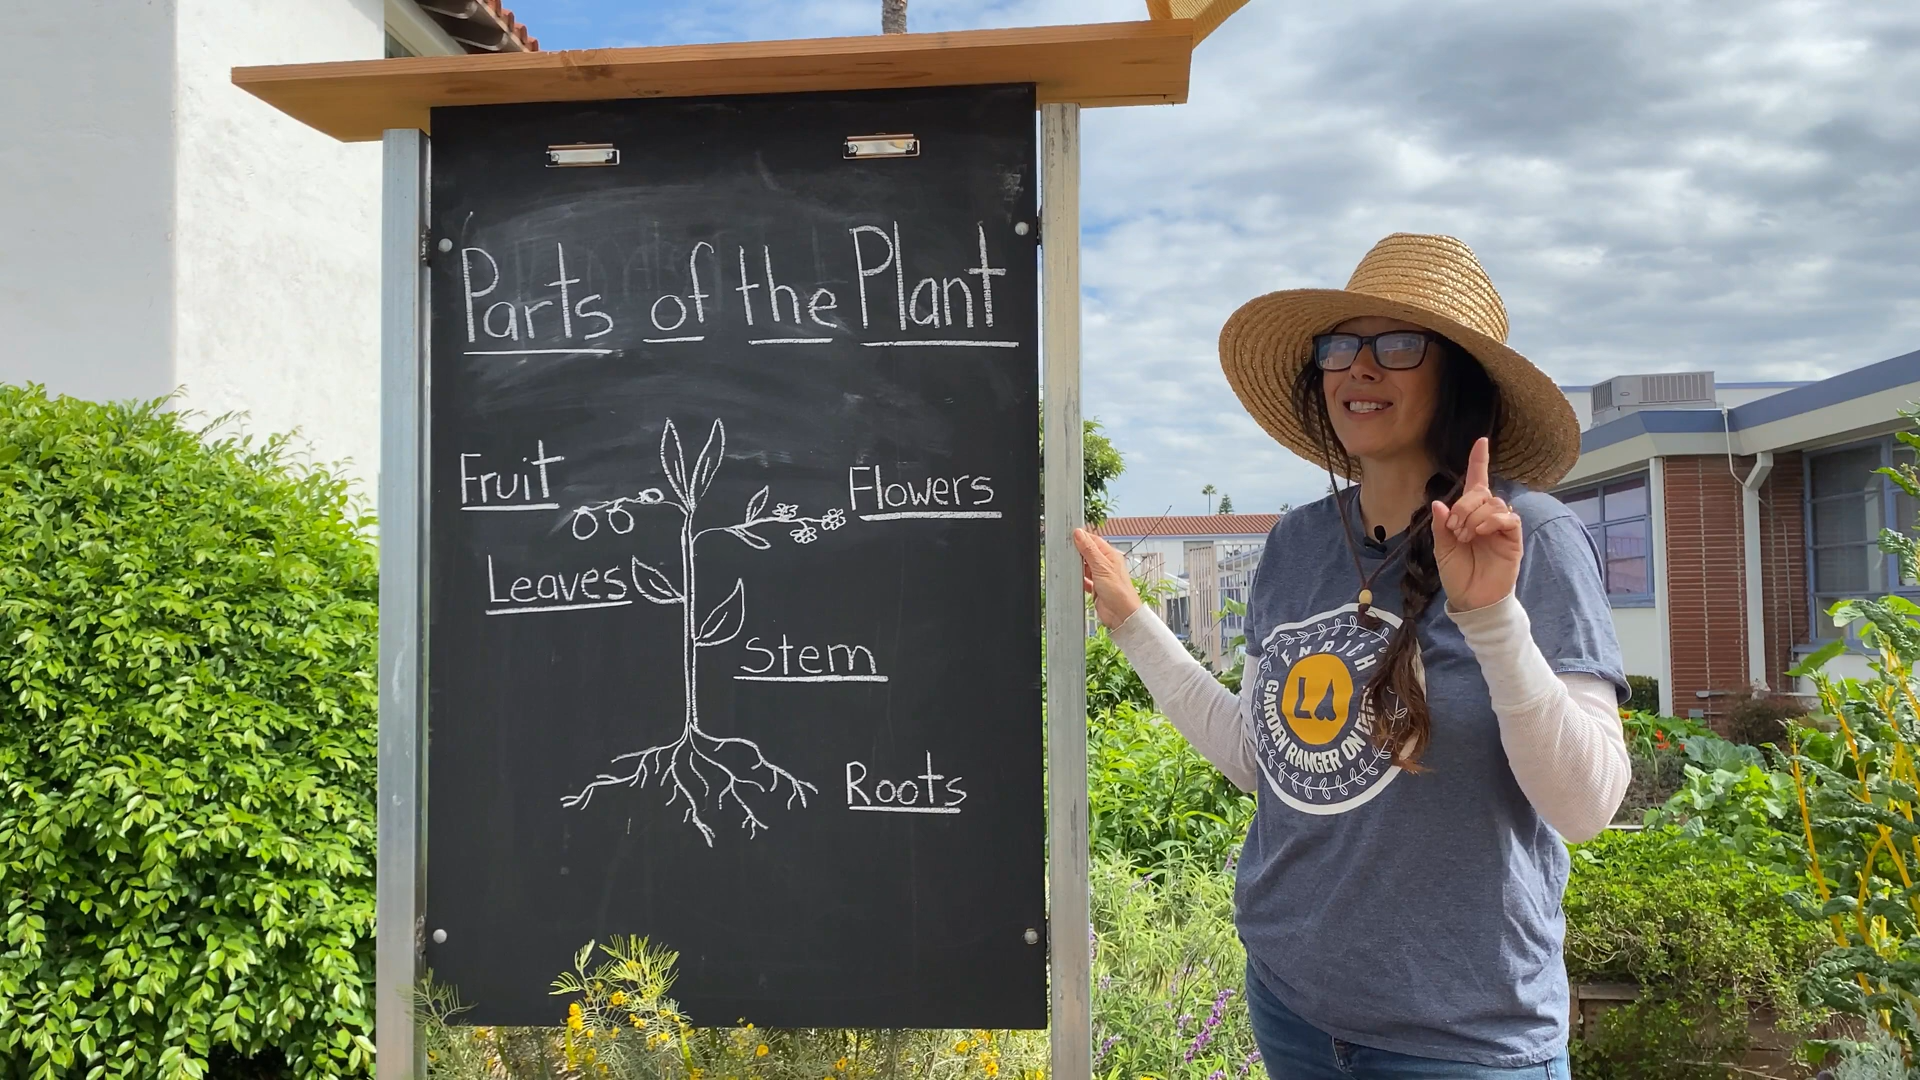 Parts of the Plant
Fruit
Flowers
Leaves
Stem
Roots
ENRICH
LA
GARDEN RANGER ON